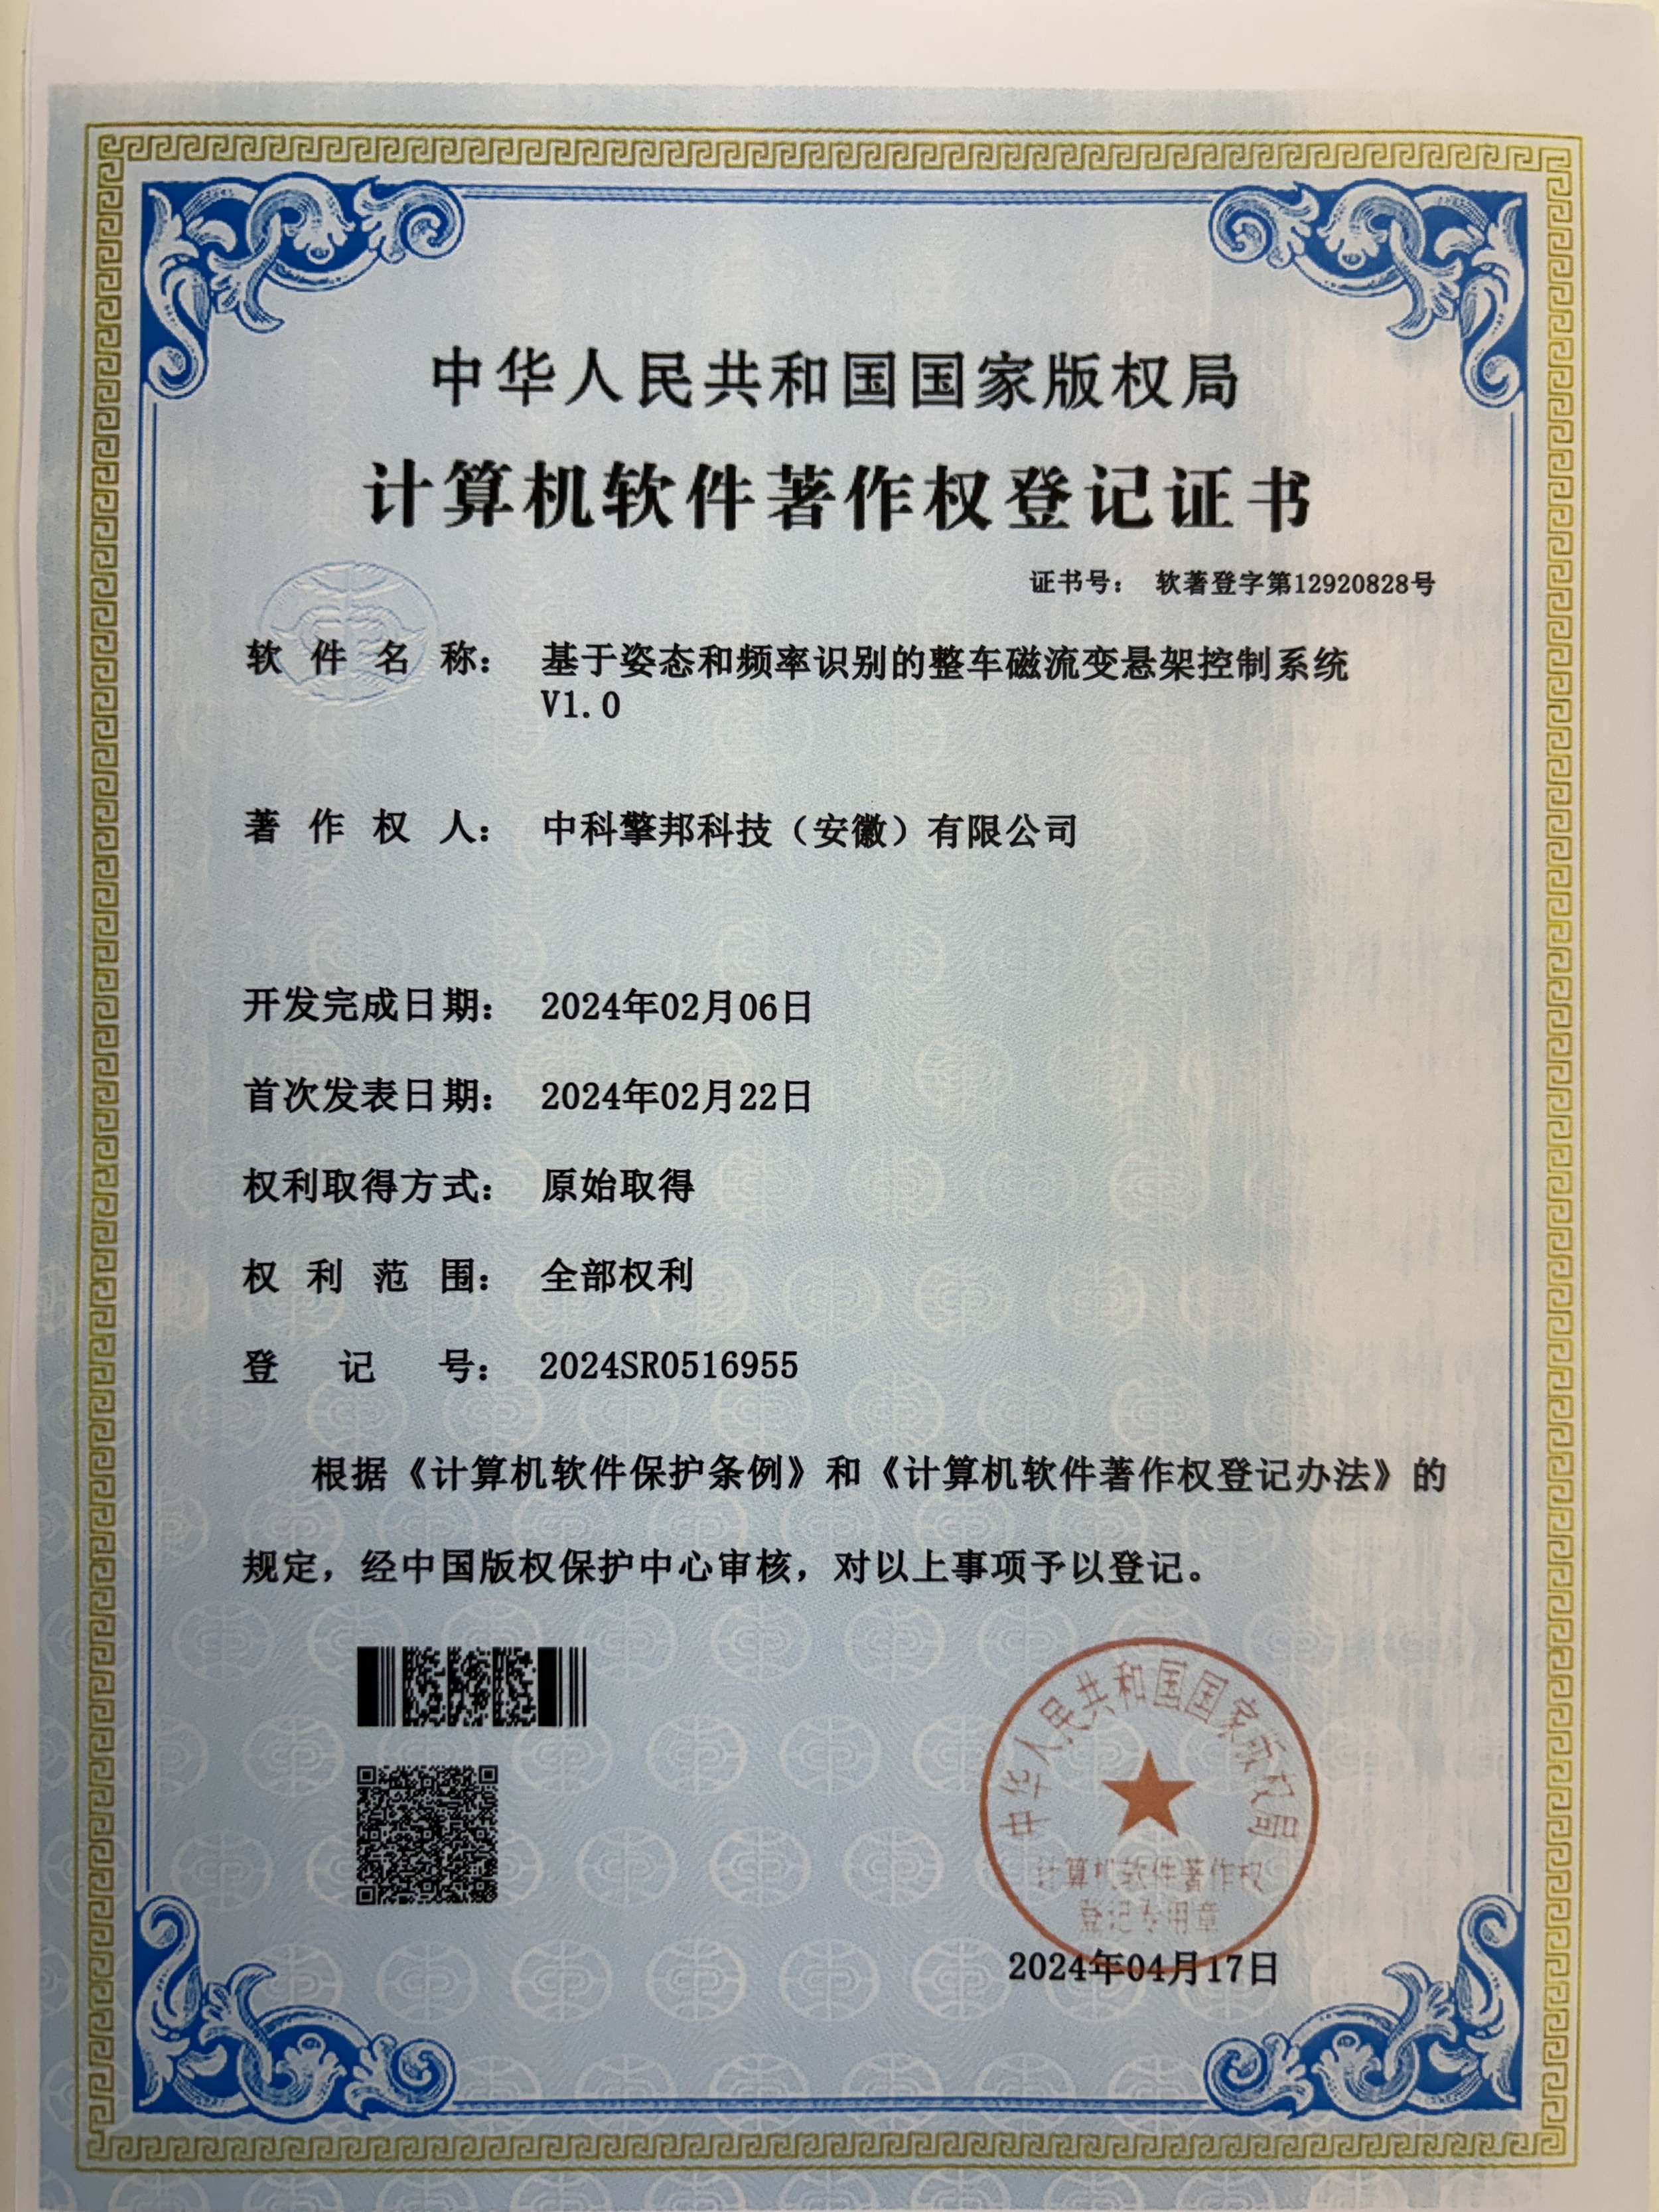 中华人民共和国国家版权局
计算机软件著作权登记证书
证书号： 软著登字第12920828号
软件名称： 基于姿态和频率识别的整车磁流变悬架控制系统
V1.0
著作权人： 中科擎邦科技（安徽）有限公司
开发完成日期： 2024年02月06日
首次发表日期： 2024年02月22日
权利取得方式： 原始取得
权利范围： 全部权利
登记号： 2024SR0516955
根据《计算机软件保护条例》和《计算机软件著作权登记办法》的
规定，经中国版权保护中心审核，对以上事项予以登记。
中华人民共和国国家版权局
计算机软件著作权
登记专用章
2024年04月17日